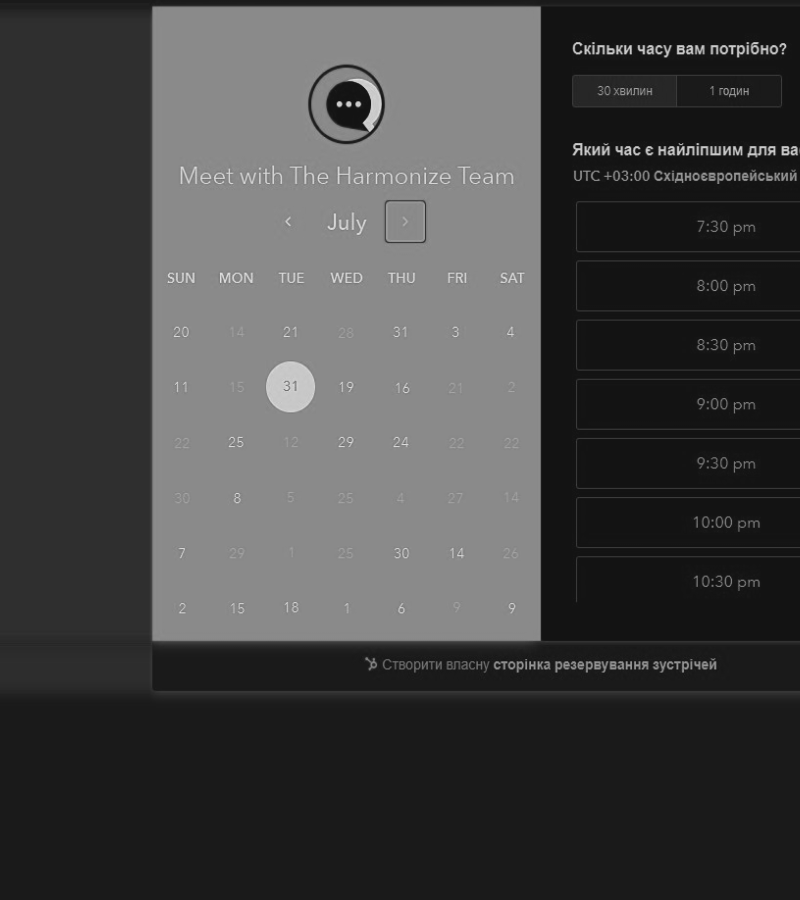 Meet with The Harmonize Team
July
SUN MON TUE WED THU FRI SAT
20 14 21 28 31 3 4
11 15 31 19 16 21 2
22 25 12 29 24 22 22
30 8 5 25 4 27 14
7 29 1 25 30 14 26
2 15 18 1 6 9 9
Скільки часу вам потрібно?
30 хвилин 1 годин
Який час є найліпшим для
UTC +03:00 Східноєвропейський
7:30 pm
8:00 pm
8:30 pm
9:00 pm
9:30 pm
10:00 pm
10:30 pm
Створити власну сторінка резервування зустрічей